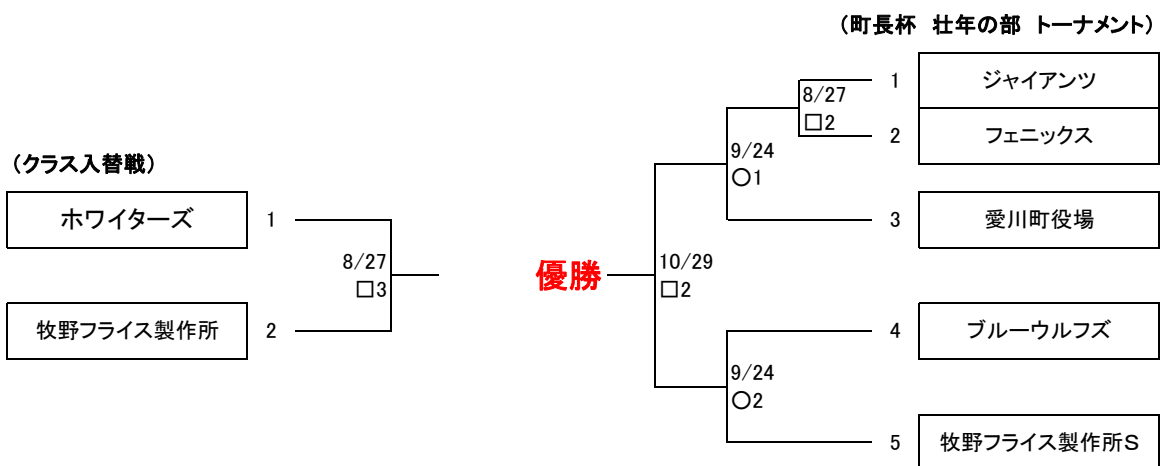 （町長杯　壮年の部　トーナメント）
1 ジャイアンツ
8/27
□2
2 フェニックス
9/24
○1
3 愛川町役場
（クラス入替戦）
ホワイターズ 1
8/27
□3
牧野フライス製作所 2
優勝
10/29
□2
4 ブルーウルフズ
9/24
○2
5 牧野フライス製作所Ｓ